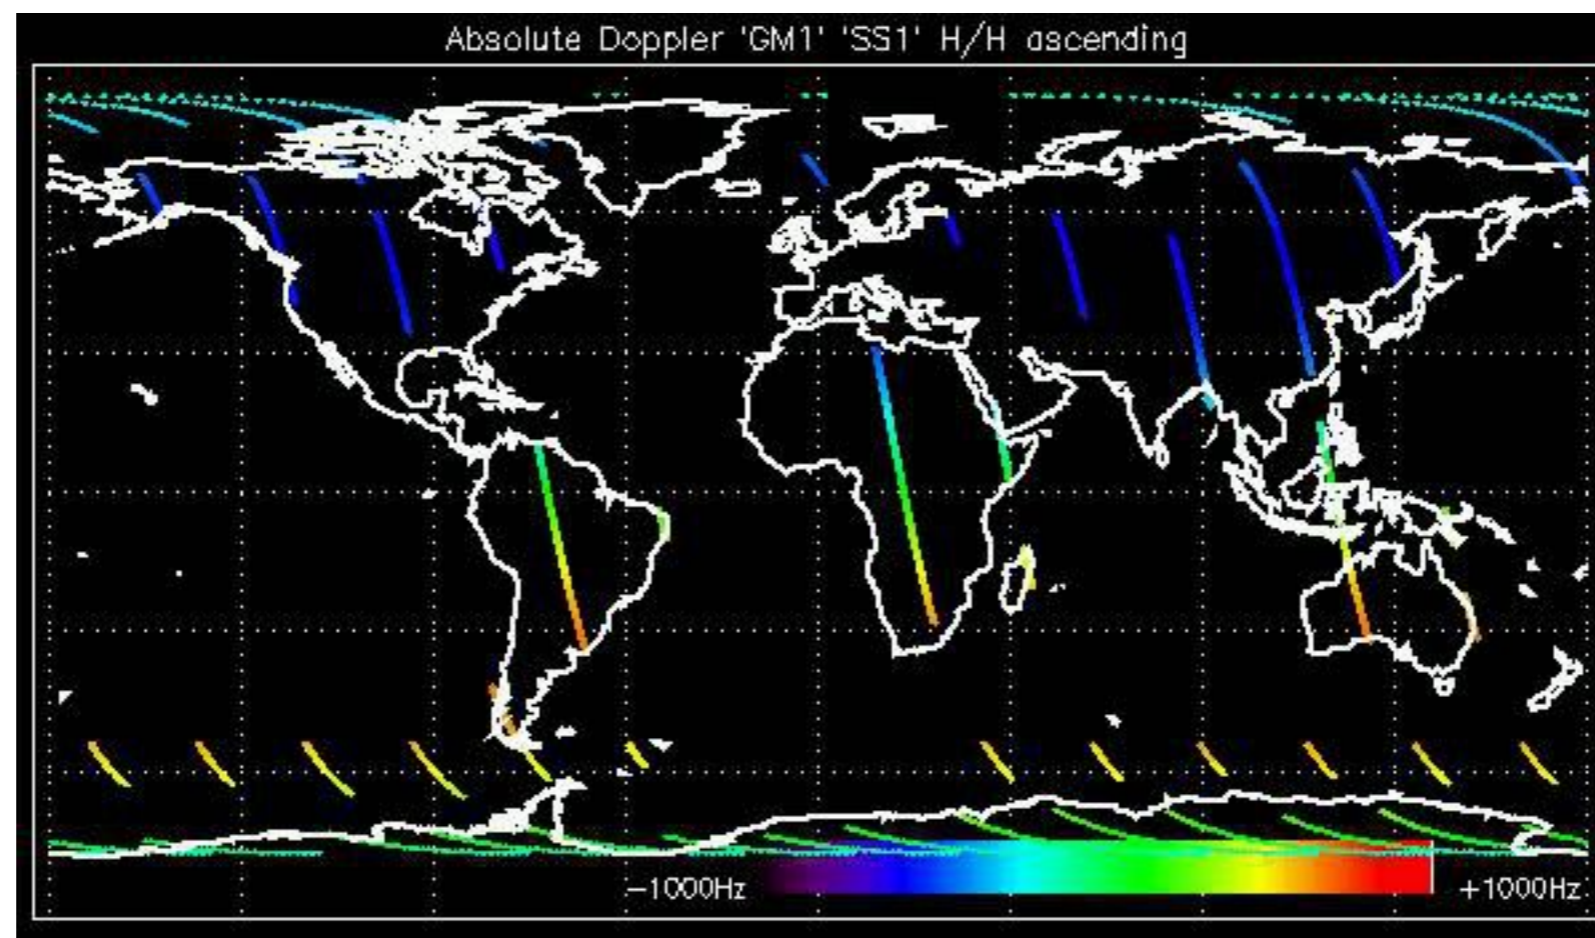 Absolute Doppler 'GM1' 'SS1' H/H ascending
-1000Hz
+1000Hz